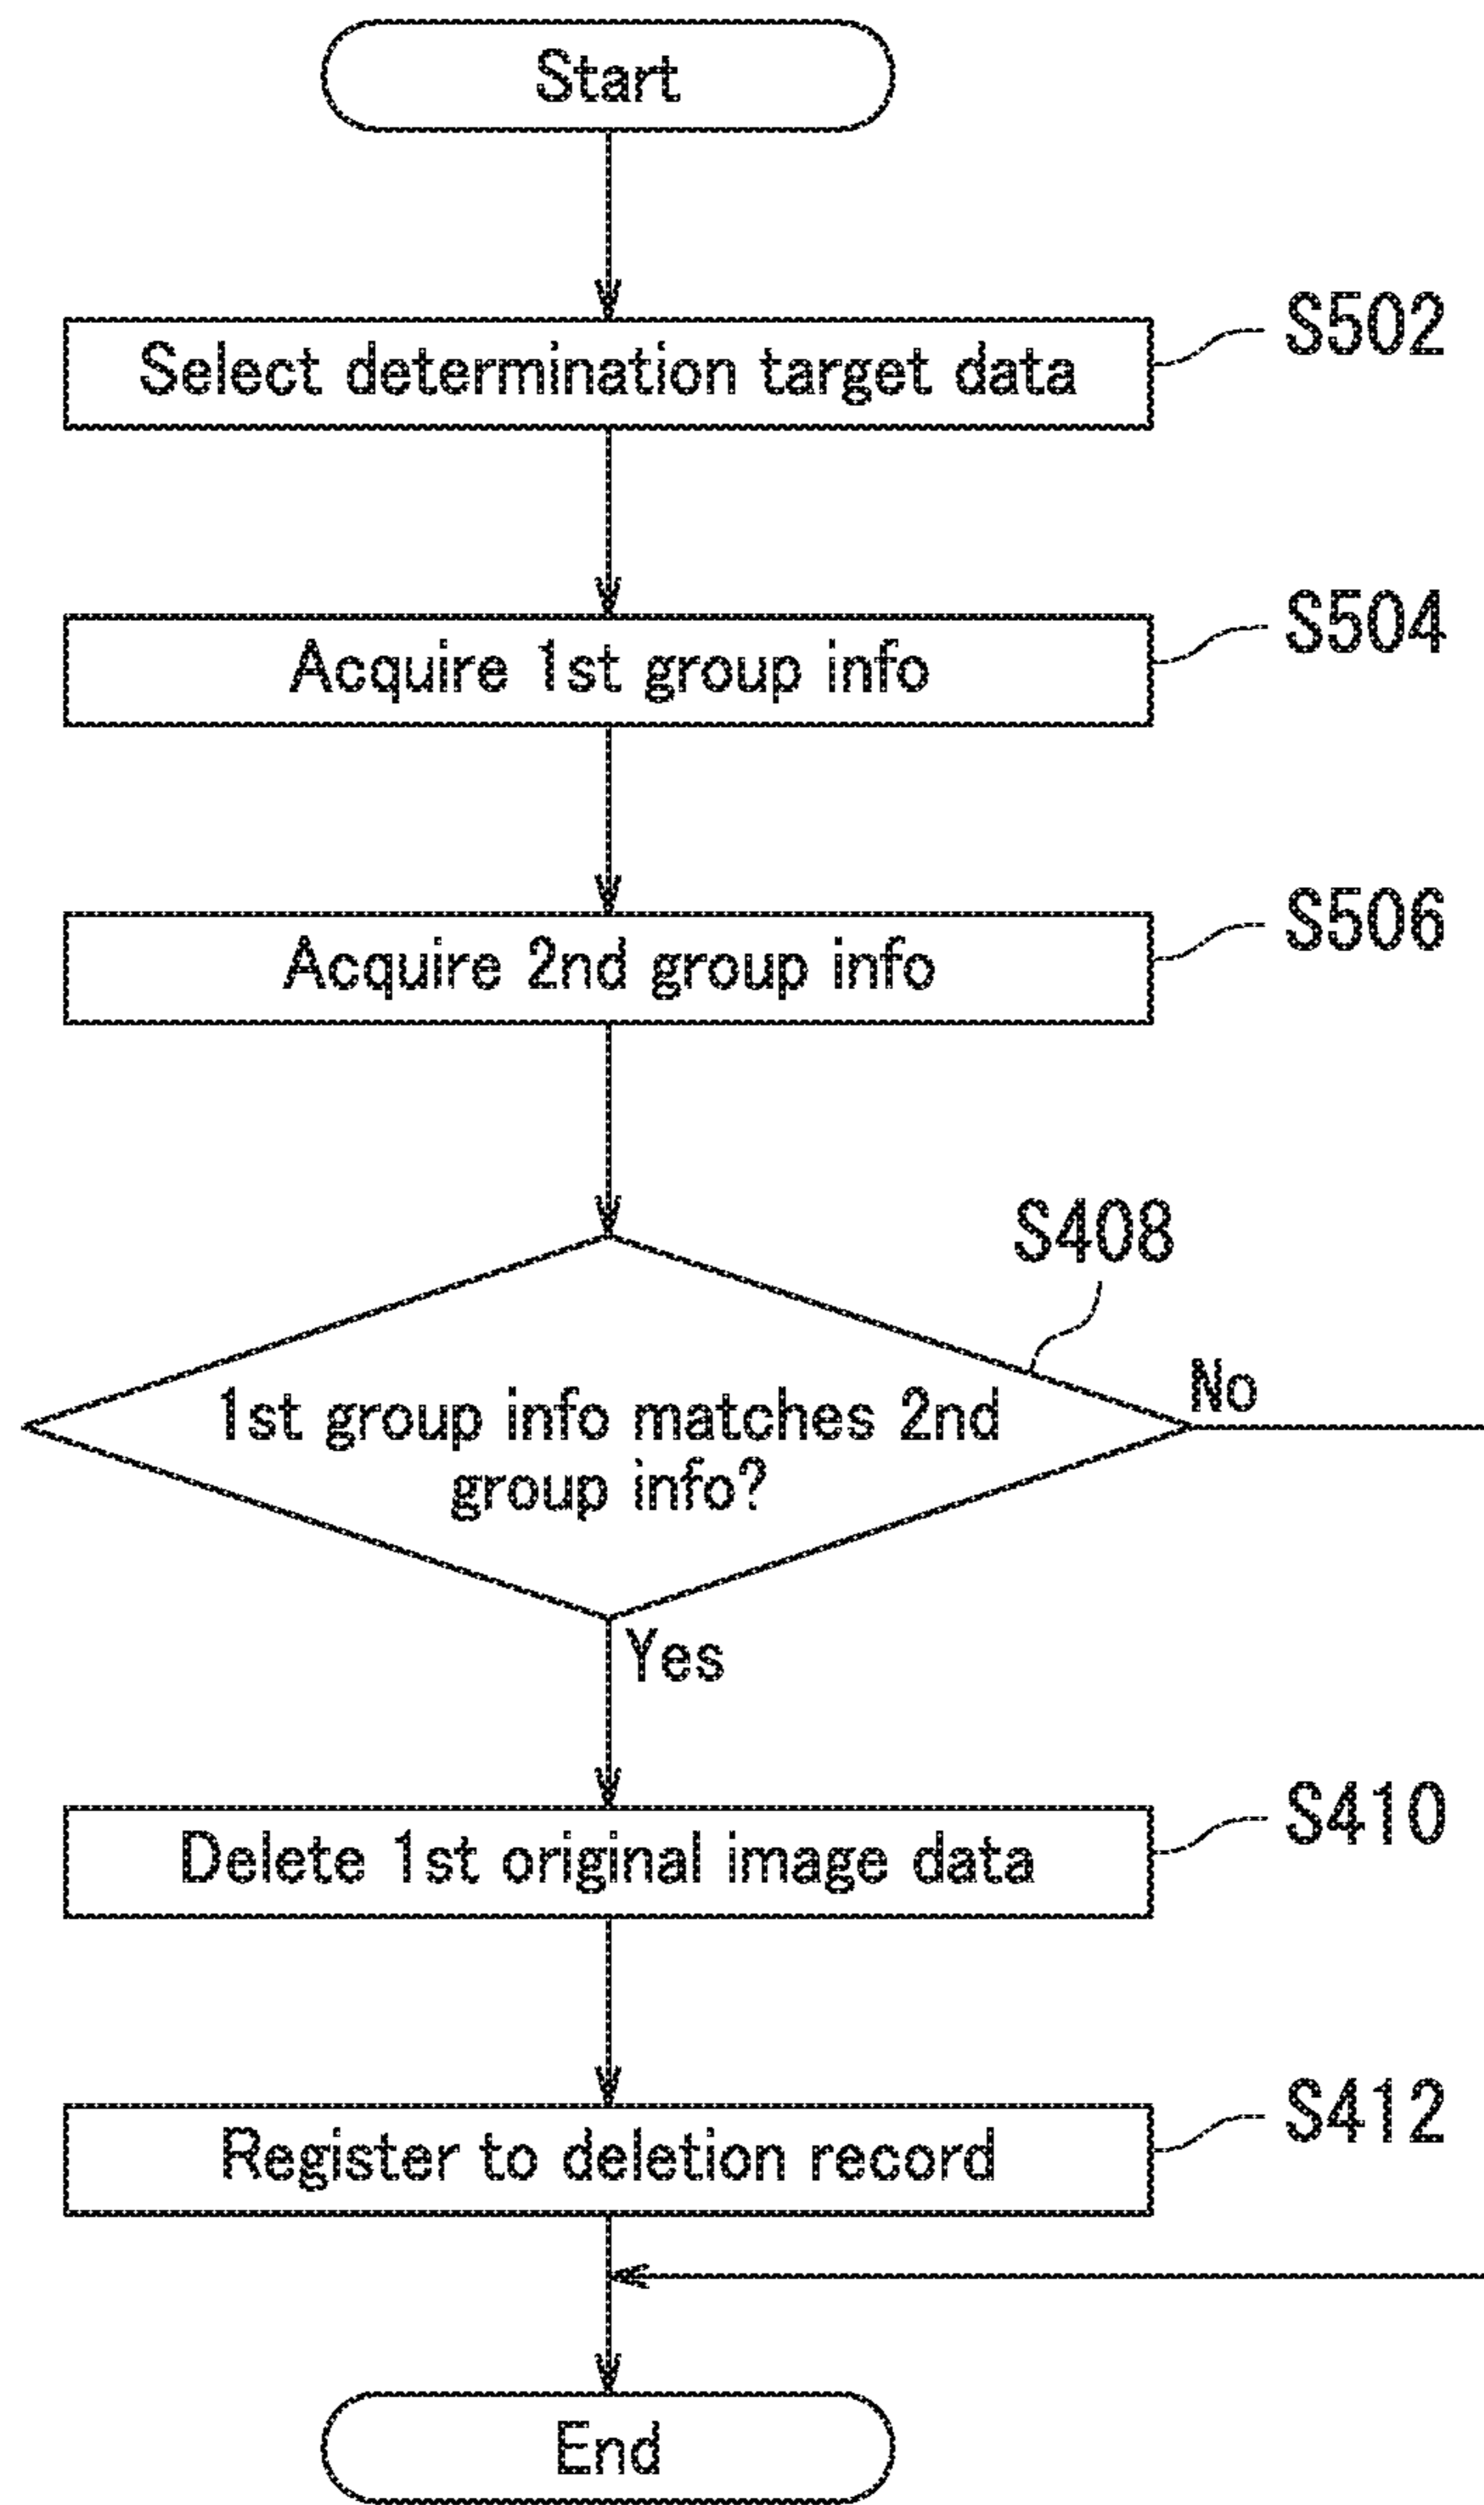 Start
S502
Select determination target data
S504
Acquire 1st group info
S506
Acquire 2nd group info
S408
No
1st group info matches 2nd
group info?
Yes
S410
Delete 1st original image data
S412
Register to deletion record
End